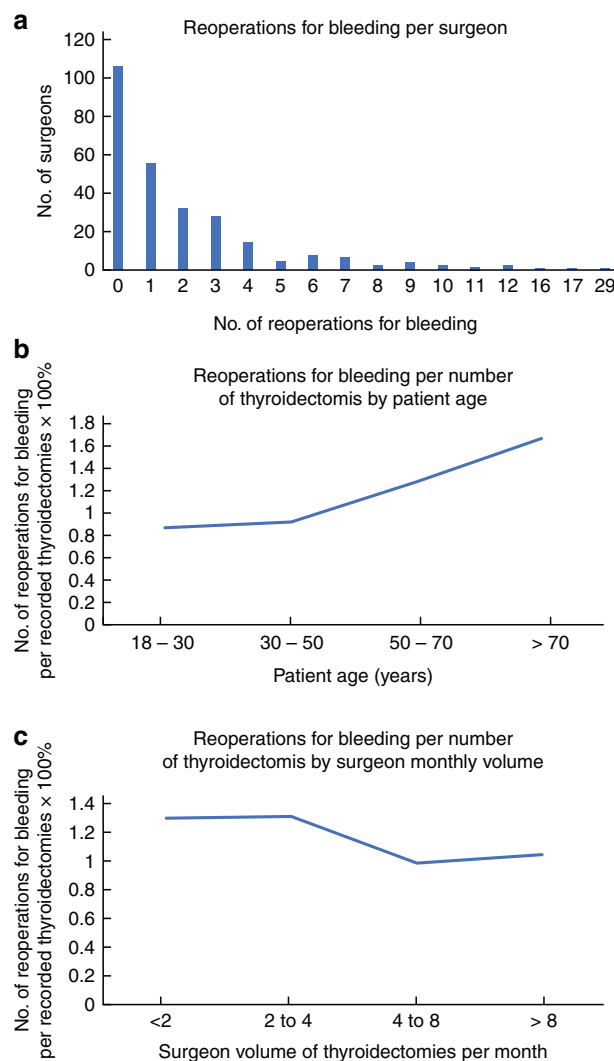 a
Reoperations for bleeding per surgeon
No. of surgeons
120
100
80
60
40
20
0
0 1 2 3 4 5 6 7 8 9 10 11 12 16 17 29
No. of reoperations for bleeding
b
Reoperations for bleeding per number
of thyroidectomis by patient age
No. of reoperations for bleeding
per recorded thyroidectomies × 100%
1.8
1.6
1.4
1.2
1
0.8
0.6
0.4
0.2
0
18 – 30 30 – 50 50 – 70 > 70
Patient age (years)
c
Reoperations for bleeding per number
of thyroidectomis by surgeon monthly volume
No. of reoperations for bleeding
per recorded thyroidectomies × 100%
1.4
1.2
1
0.8
0.6
0.4
0.2
0
<2 2 to 4 4 to 8 > 8
Surgeon volume of thyroidectomies per month